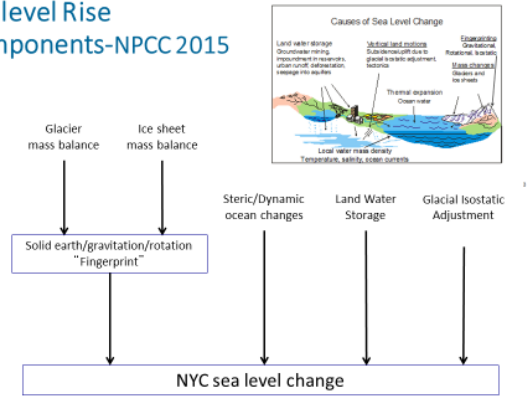 level Rise
mponents-NPCC 2015
Causes of Sea Level Change
Land water storage
Groundwater mining,
impoundment in reservoirs,
urban runoff, deforestation,
seepage into aquifers
Vertical land motions
Subsidence/uplift due to
glacial isostatic adjustment,
tectonics
Fingerprinting
Gravitational,
Rotational, Isostatic
Mass changes
Glaciers and
ice sheets
Thermal expansion
Ocean water
Local water mass density
Temperature, salinity, ocean currents
Glacier
mass balance
Ice sheet
mass balance
Steric/Dynamic
ocean changes
Land Water
Storage
Glacial Isostatic
Adjustment
Solid earth/gravitation/rotation
“Fingerprint”
NYC sea level change